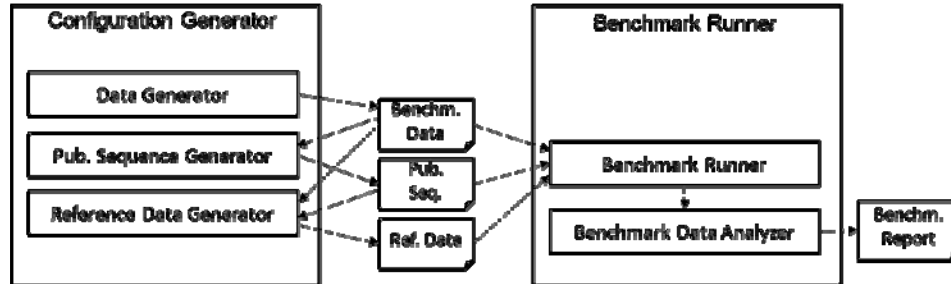 Configuration Generator
Benchmark Runner
Data Generator
Benchm.
Data
Pub. Sequance Generator
Pub.
Seq.
Benchmark Runner
Reference Data Generator
Ref. Data
Benchmark Data Analyzer
Benchm.
Report